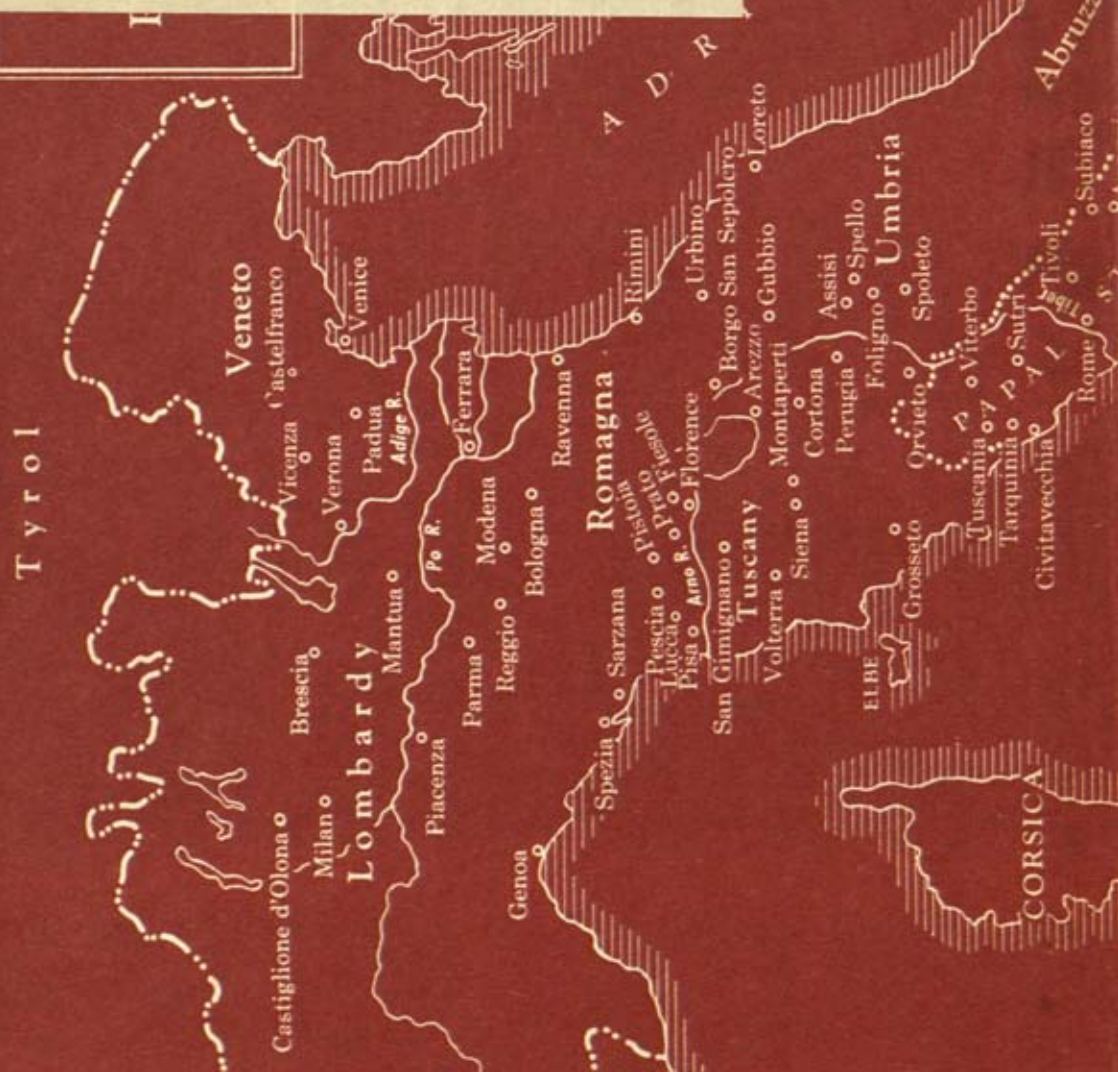 Tyrol
Veneto
Castelfranco
Vicenza
Verona
Venice
Padua
Adige R.
Ferrara
Brescia
Mantua
Lombardy
Po R.
Castiglione d'Olona
Milan
Piacenza
Parma
Reggio
Modena
Bologna
Ravenna
Romagna
Genoa
Spezia
Sarzana
Pescia
Lucca
Pisa
Pistoia
Prato
Fiesole
Florence
Arno R.
San Gimignano
Tuscany
Volterra
Siena
Rimini
Urbino
Borgo San Sepolcro
Loreto
Arezzo
Gubbio
Montaperti
Cortona
Perugia
Assisi
Spello
Foligno
Umbria
Spoleto
Orvieto
Viterbo
Tuscania
Tarquinia
Civitavecchia
Sutri
Tivoli
Tiber
Rome
Subiaco
Grosseto
ELBE
CORSICA
PAPAL
ADR
Abruzz